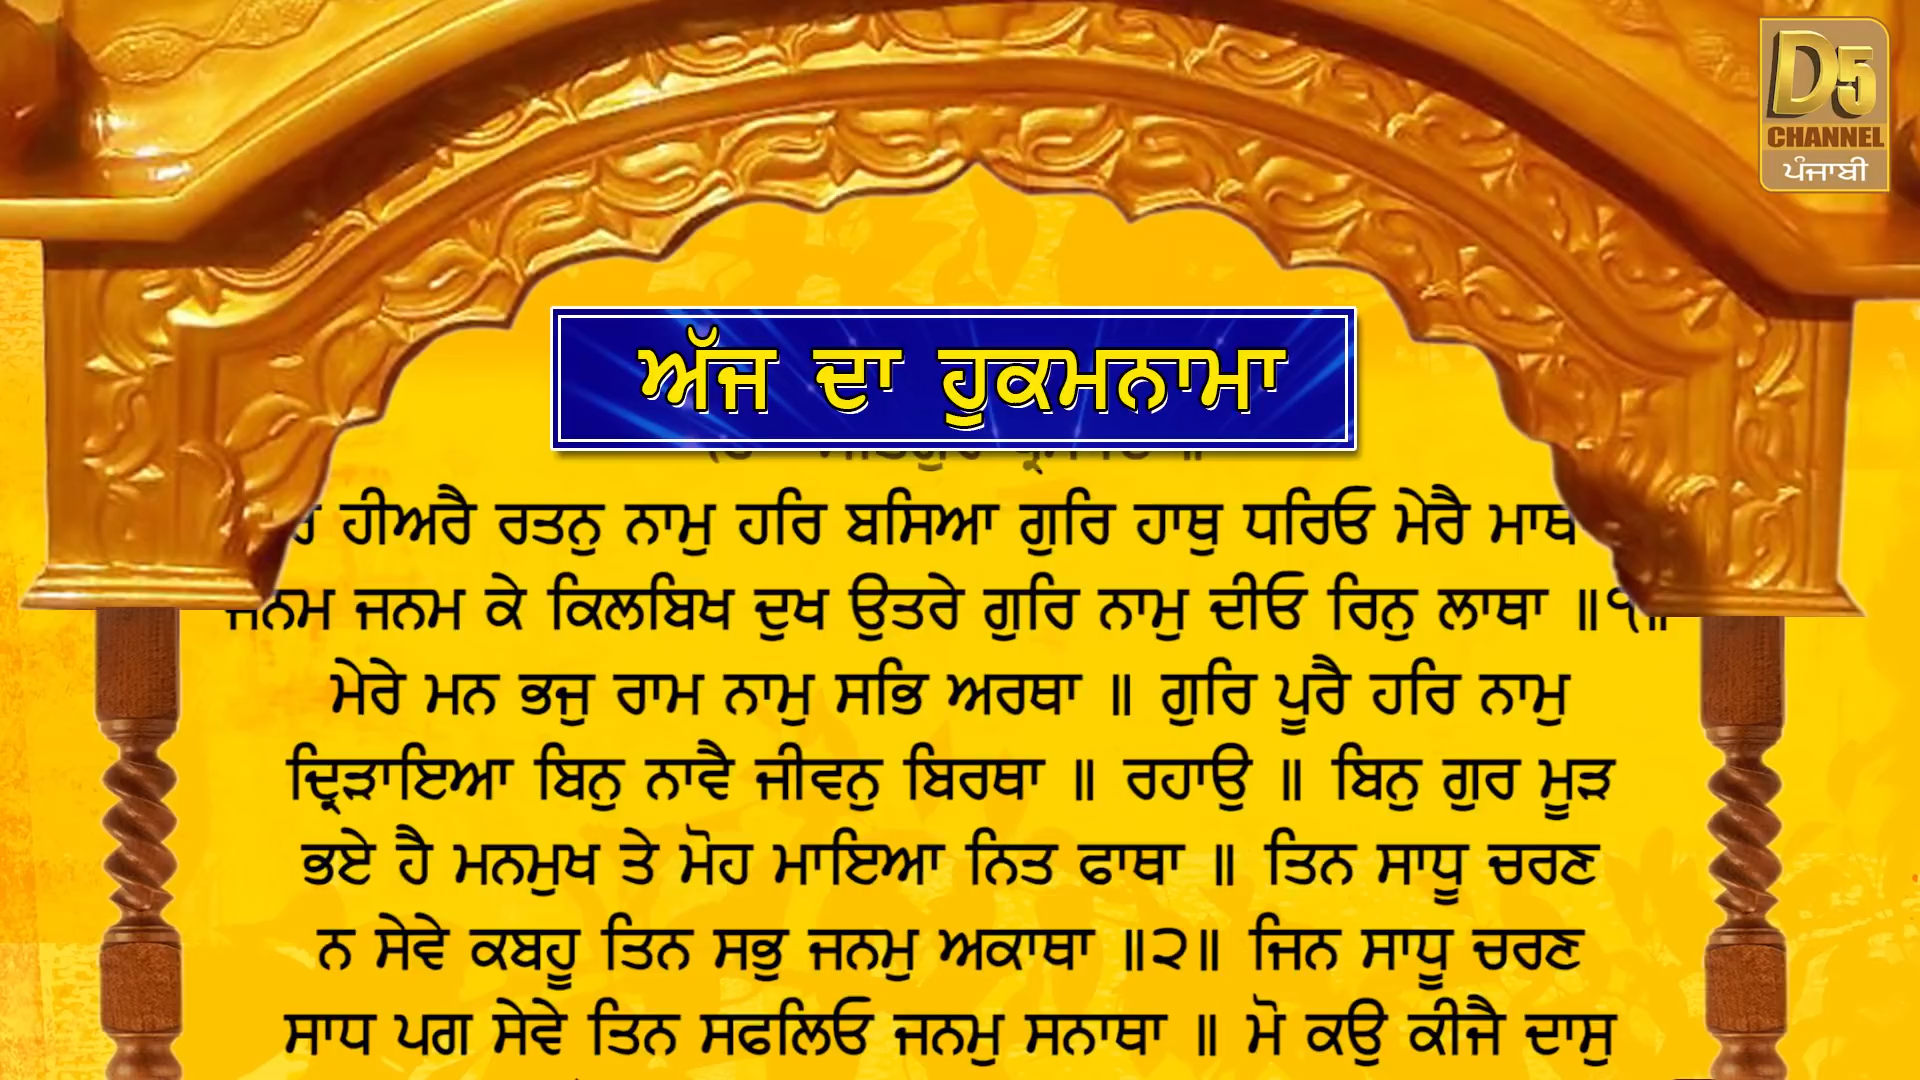 D5
CHANNEL
ਪੰਜਾਬੀ
ਅੱਜ ਦਾ ਹੁਕਮਨਾਮਾ
ਹੀਅਰੈ ਰਤਨੁ ਨਾਮੁ ਹਰਿ ਬਸਿਆ ਗੁਰਿ ਹਾਥੁ ਧਰਿਓ ਮੇਰੈ ਮਾਥ
ਜਨਮ ਜਨਮ ਕੇ ਕਿਲਬਿਖ ਦੁਖ ਉਤਰੇ ਗੁਰਿ ਨਾਮੁ ਦੀਓ ਰਿਨੁ ਲਾਥਾ ॥੧॥
ਮੇਰੇ ਮਨ ਭਜੁ ਰਾਮ ਨਾਮੁ ਸਭਿ ਅਰਥਾ ॥ ਗੁਰਿ ਪੂਰੈ ਹਰਿ ਨਾਮੁ
ਦ੍ਰਿੜਾਇਆ ਬਿਨੁ ਨਾਵੈ ਜੀਵਨੁ ਬਿਰਥਾ ॥ ਰਹਾਉ ॥ ਬਿਨੁ ਗੁਰ ਮੂੜ
ਭਏ ਹੈ ਮਨਮੁਖ ਤੇ ਮੋਹ ਮਾਇਆ ਨਿਤ ਫਾਥਾ ॥ ਤਿਨ ਸਾਧੂ ਚਰਣ
ਨ ਸੇਵੇ ਕਬਹੂ ਤਿਨ ਸਭੁ ਜਨਮੁ ਅਕਾਥਾ ॥੨॥ ਜਿਨ ਸਾਧੂ ਚਰਣ
ਸਾਧ ਪਗ ਸੇਵੇ ਤਿਨ ਸਫਲਿਓ ਜਨਮੁ ਸਨਾਥਾ ॥ ਮੋ ਕਉ ਕੀਜੈ ਦਾਸੁ